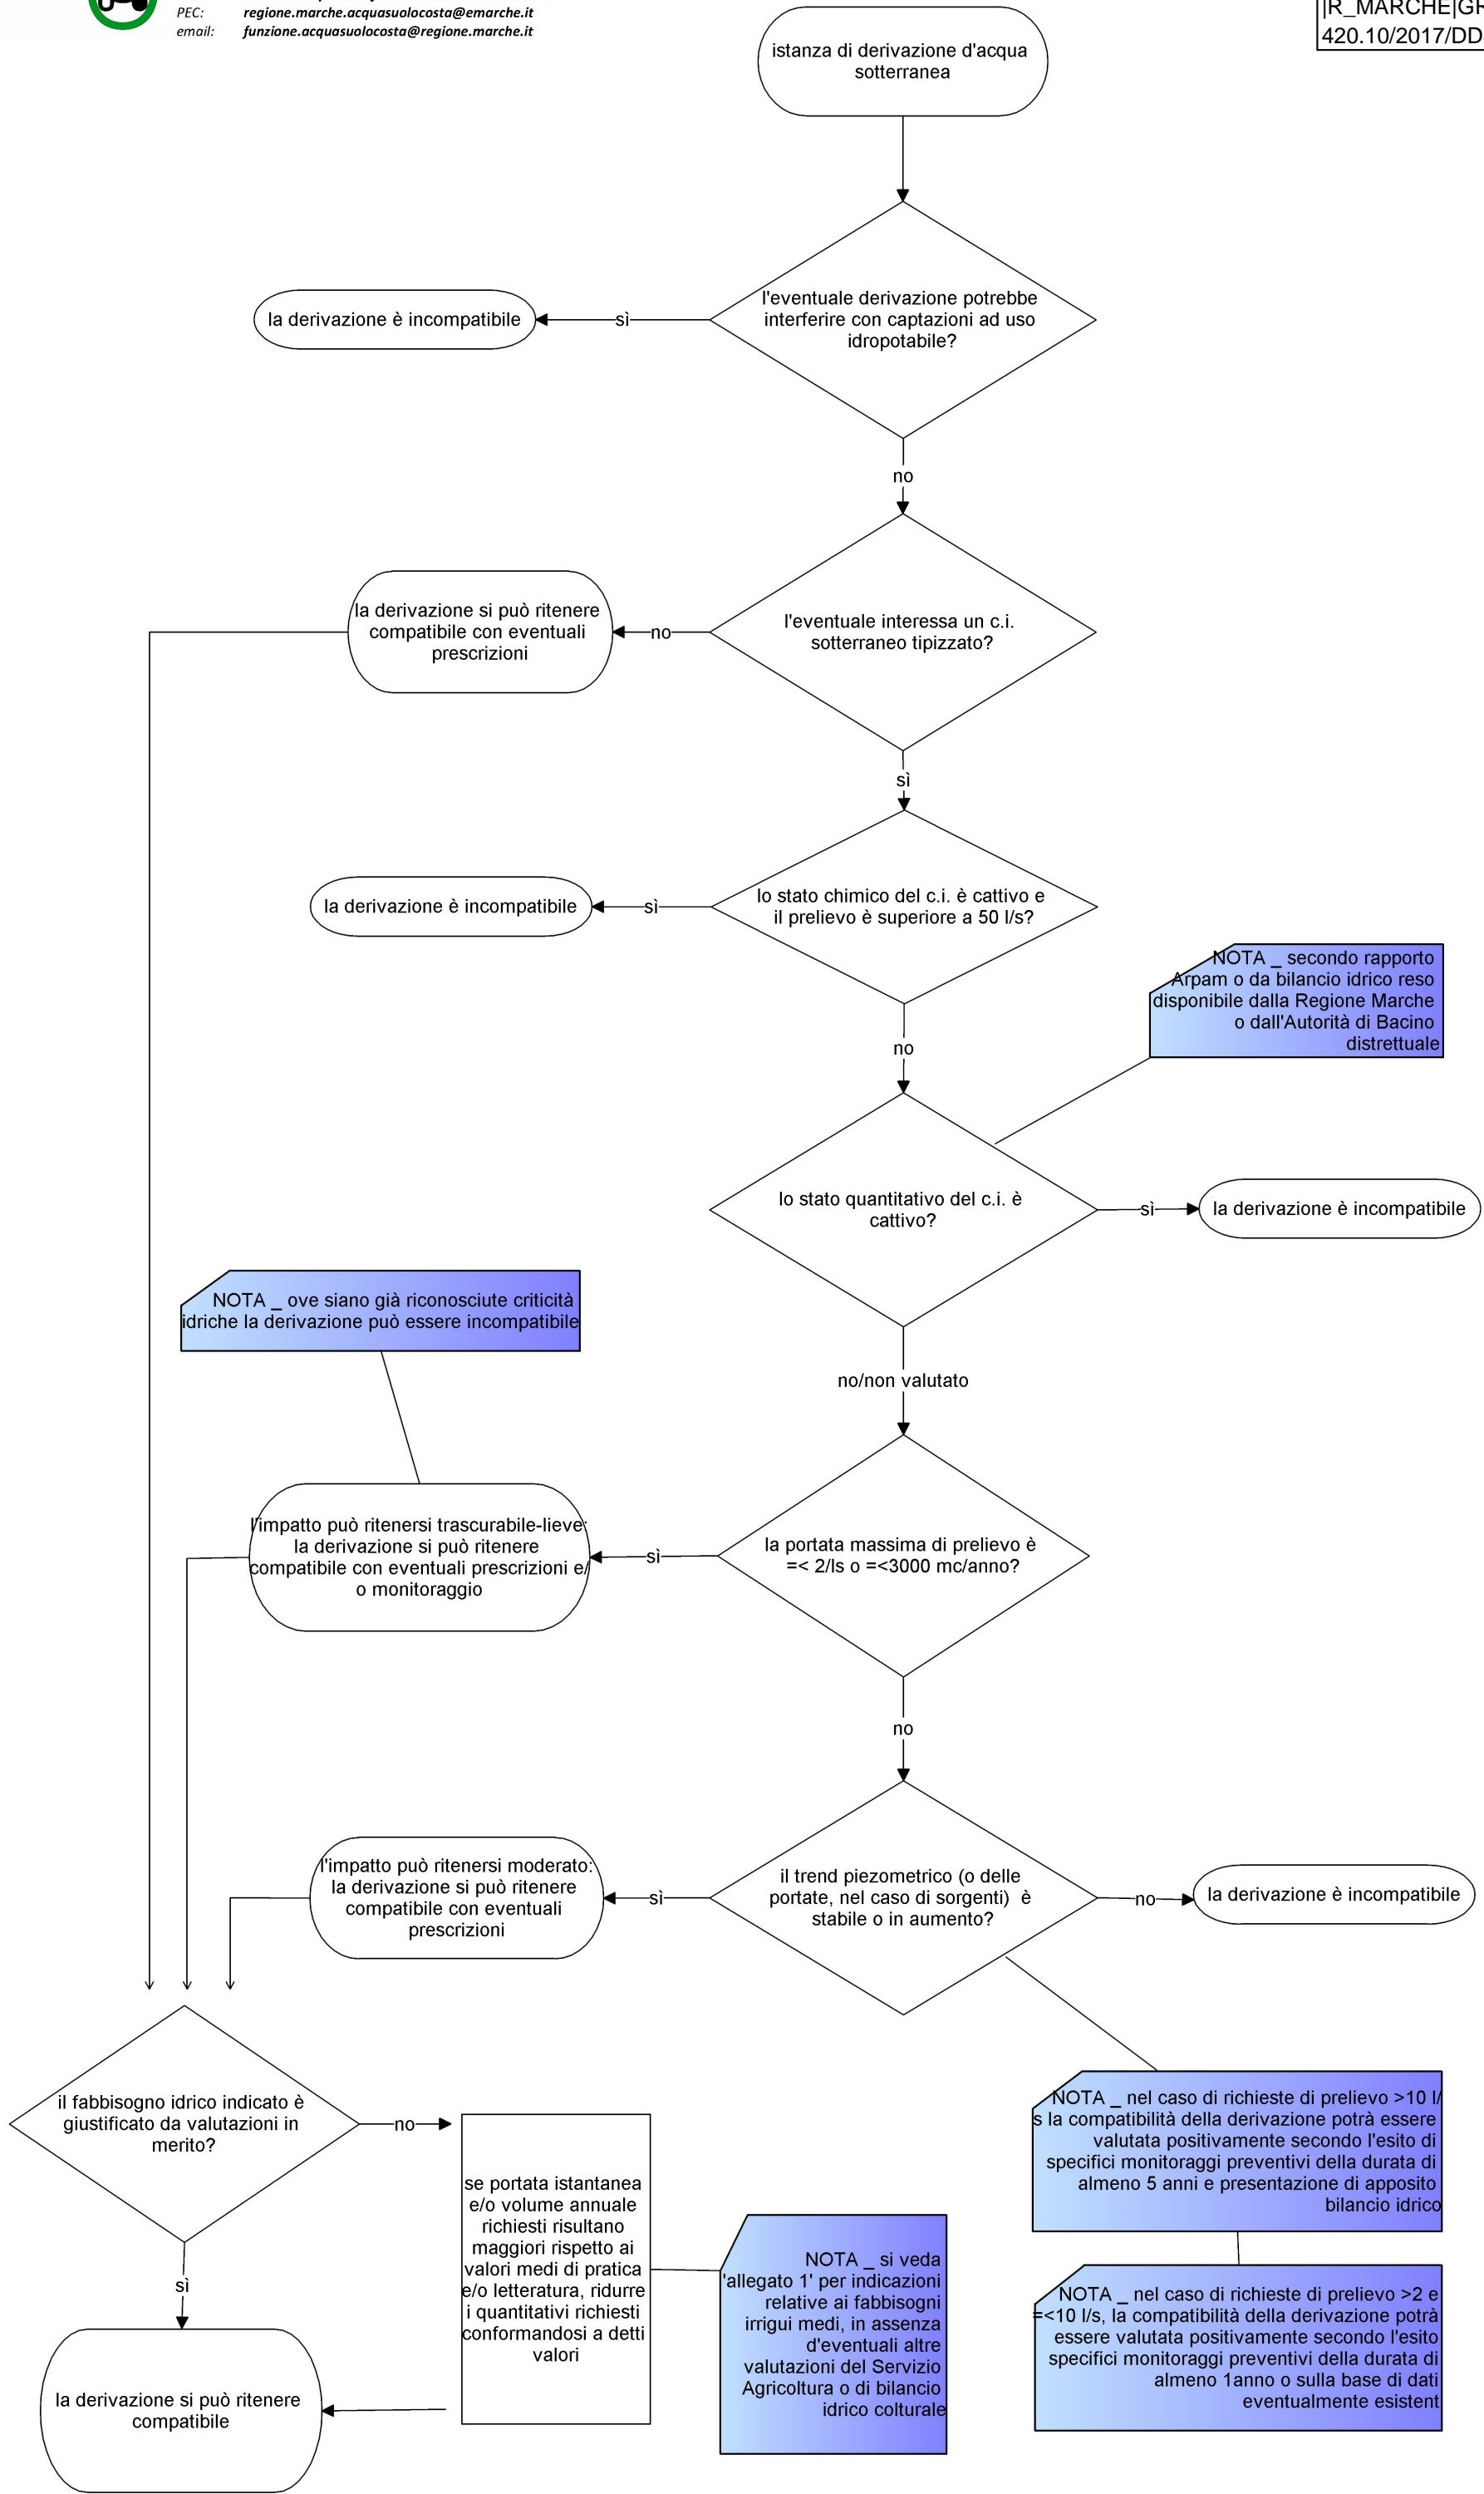 PEC: regione.marche.acquasuolocosta@emarche.it
email: funzione.acquasuolocosta@regione.marche.it
|R_MARCHE|GR
420.10/2017/DD
istanza di derivazione d'acqua
sotterranea
l'eventuale derivazione potrebbe
interferire con captazioni ad uso
idropotabile?
sì
la derivazione è incompatibile
no
l'eventuale interessa un c.i.
sotterraneo tipizzato?
no
la derivazione si può ritenere
compatibile con eventuali
prescrizioni
sì
lo stato chimico del c.i. è cattivo e
il prelievo è superiore a 50 l/s?
sì
la derivazione è incompatibile
NOTA _ secondo rapporto
Arpam o da bilancio idrico reso
disponibile dalla Regione Marche
o dall'Autorità di Bacino
distrettuale
no
lo stato quantitativo del c.i. è
cattivo?
sì
la derivazione è incompatibile
NOTA _ ove siano già riconosciute criticità
idriche la derivazione può essere incompatibile
no/non valutato
la portata massima di prelievo è
=< 2/ls o =<3000 mc/anno?
sì
l'impatto può ritenersi trascurabile-lieve:
la derivazione si può ritenere
compatibile con eventuali prescrizioni e/
o monitoraggio
no
il trend piezometrico (o delle
portate, nel caso di sorgenti) è
stabile o in aumento?
sì
l'impatto può ritenersi moderato:
la derivazione si può ritenere
compatibile con eventuali
prescrizioni
no
la derivazione è incompatibile
il fabbisogno idrico indicato è
giustificato da valutazioni in
merito?
no
se portata istantanea
e/o volume annuale
richiesti risultano
maggiori rispetto ai
valori medi di pratica
e/o letteratura, ridurre
i quantitativi richiesti
conformandosi a detti
valori
NOTA _ nel caso di richieste di prelievo >10 l/
s la compatibilità della derivazione potrà essere
valutata positivamente secondo l'esito di
specifici monitoraggi preventivi della durata di
almeno 5 anni e presentazione di apposito
bilancio idrico
NOTA _ si veda
'allegato 1' per indicazioni
relative ai fabbisogni
irrigui medi, in assenza
d'eventuali altre
valutazioni del Servizio
Agricoltura o di bilancio
idrico colturale
NOTA _ nel caso di richieste di prelievo >2 e
=<10 l/s, la compatibilità della derivazione potrà
essere valutata positivamente secondo l'esito
specifici monitoraggi preventivi della durata di
almeno 1anno o sulla base di dati
eventualmente esistent
sì
la derivazione si può ritenere
compatibile